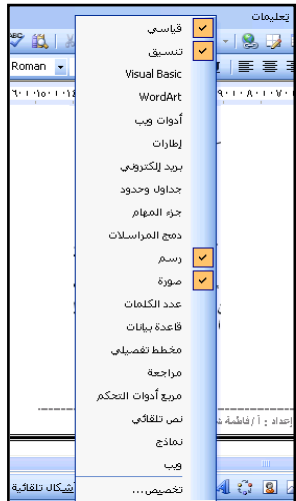 تعليمات
Roman
قياسي
تنسيق
Visual Basic
WordArt
أدوات ويب
إطارات
بريد إلكتروني
جداول وحدود
جزء المهام
دمج المراسلات
رسم
صورة
عدد الكلمات
قاعدة بيانات
مخطط تفصيلي
مراجعة
مربع أدوات التحكم
نص تلقائي
نماذج
ويب
تخصيص...
إعداد : أ / فاطمة
أشكال تلقائية